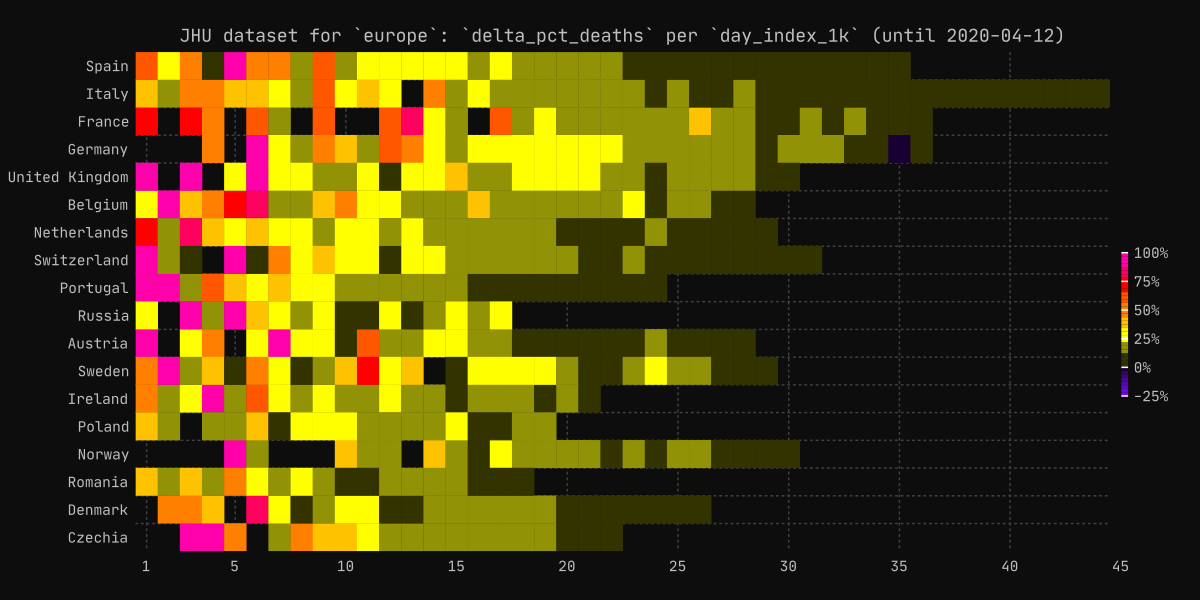 JHU dataset for `europe`: `delta_pct_deaths` per `day_index_1k` (until 2020-04-12)
Spain
Italy
France
Germany
United Kingdom
Belgium
Netherlands
Switzerland
Portugal
Russia
Austria
Sweden
Ireland
Poland
Norway
Romania
Denmark
Czechia
100%
75%
50%
25%
0%
−25%
1 5 10 15 20 25 30 35 40 45